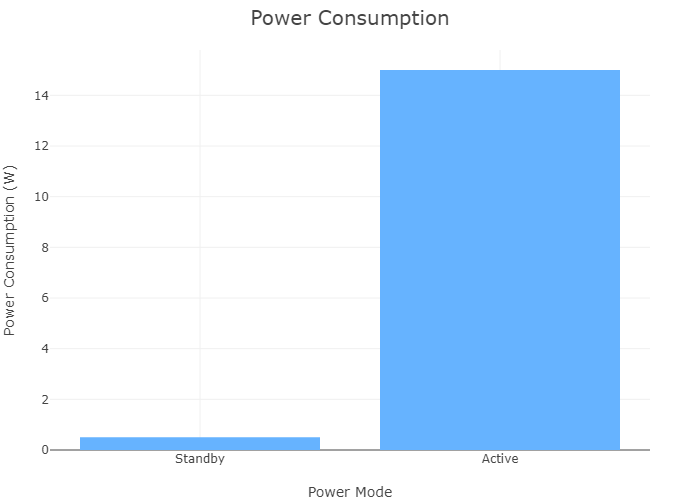 Power Consumption
Power Consumption (W)
14
12
10
8
6
4
2
0
Standby
Active
Power Mode